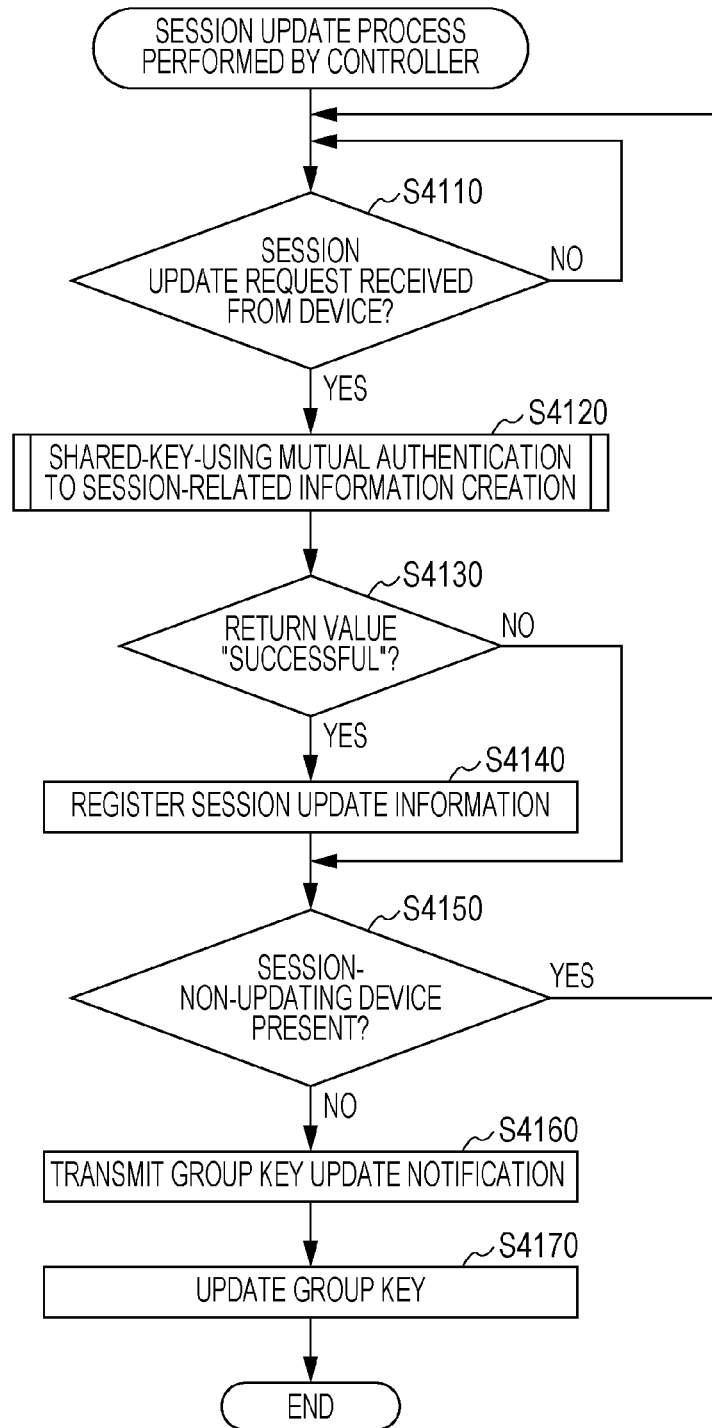 SESSION UPDATE PROCESS
PERFORMED BY CONTROLLER
S4110
SESSION
UPDATE REQUEST RECEIVED
FROM DEVICE?
NO
YES
S4120
SHARED-KEY-USING MUTUAL AUTHENTICATION
TO SESSION-RELATED INFORMATION CREATION
S4130
RETURN VALUE
"SUCCESSFUL"?
NO
YES
S4140
REGISTER SESSION UPDATE INFORMATION
S4150
SESSION-
NON-UPDATING DEVICE
PRESENT?
YES
NO
S4160
TRANSMIT GROUP KEY UPDATE NOTIFICATION
S4170
UPDATE GROUP KEY
END